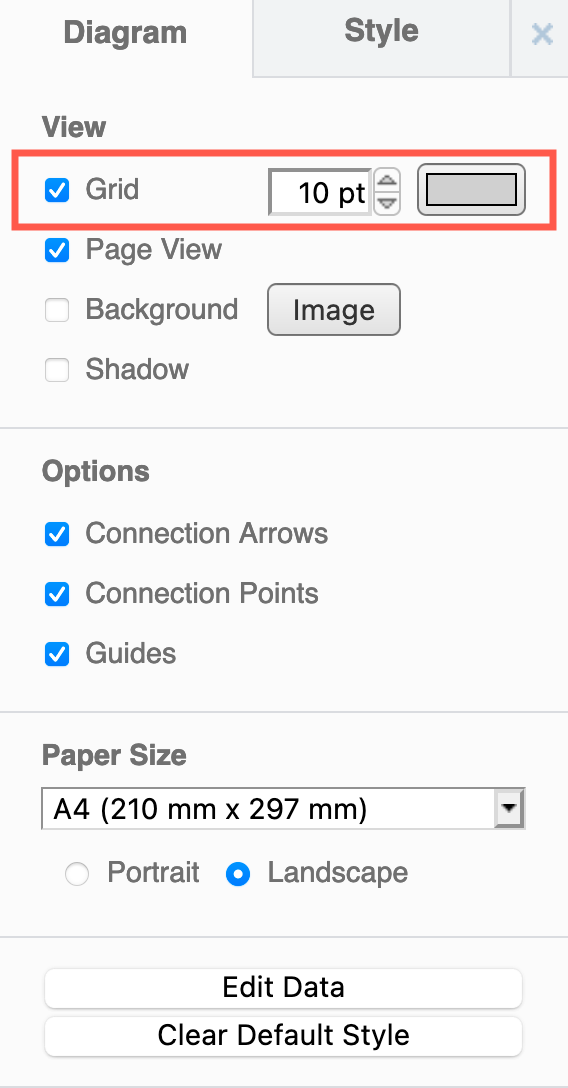 Diagram Style
View
Grid 10 pt
Page View
Background Image
Shadow
Options
Connection Arrows
Connection Points
Guides
Paper Size
A4 (210 mm x 297 mm)
Portrait Landscape
Edit Data
Clear Default Style